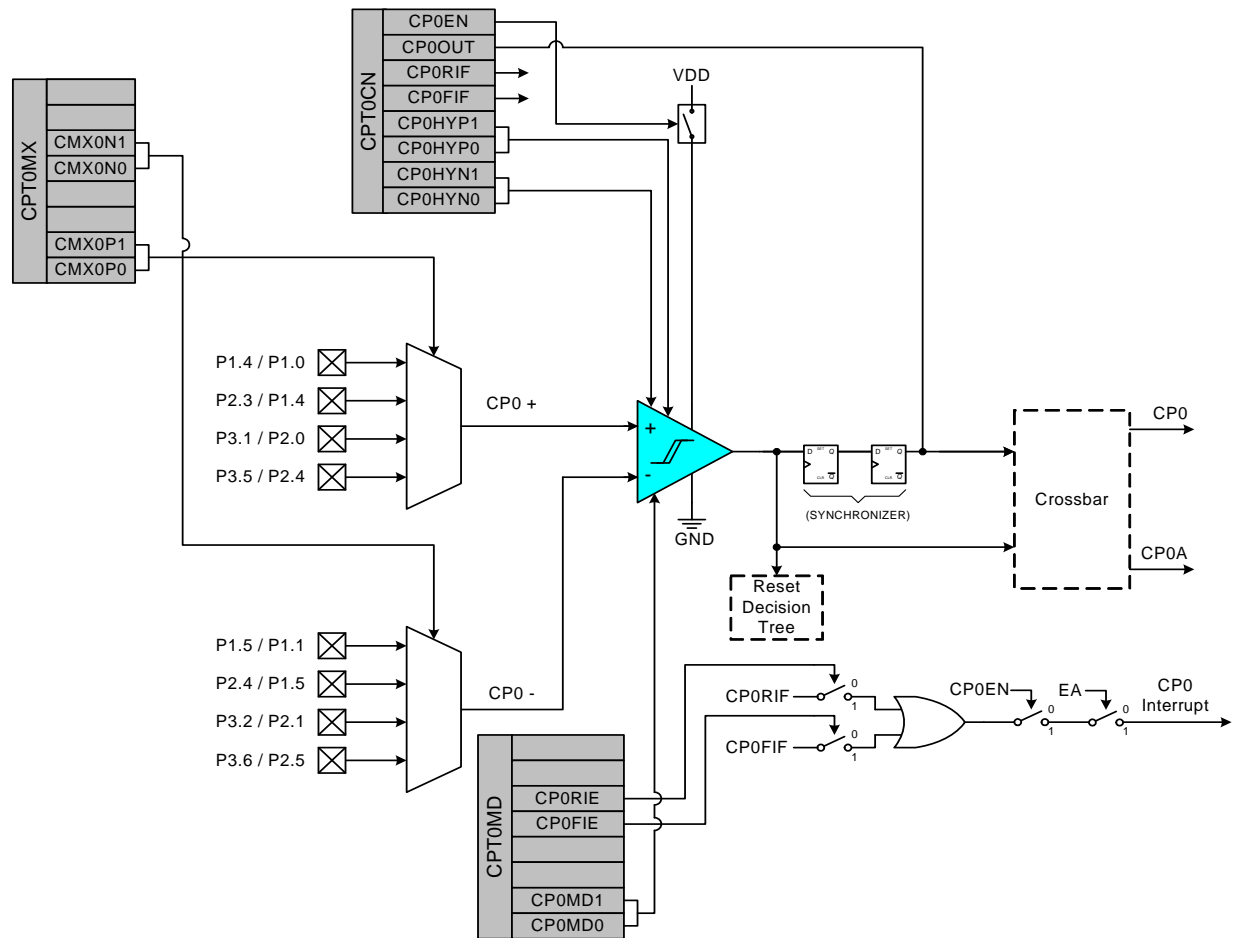 CPT0CN
CP0EN
CP0OUT
CP0RIF
CP0FIF
CP0HYP1
CP0HYP0
CP0HYN1
CP0HYN0
VDD
CPT0MX
CMX0N1
CMX0N0
CMX0P1
CMX0P0
P1.4 / P1.0
P2.3 / P1.4
P3.1 / P2.0
P3.5 / P2.4
CP0 +
+
-
GND
D SET Q
CLR Q
D SET Q
CLR Q
(SYNCHRONIZER)
Crossbar
CP0
CP0A
Reset
Decision
Tree
P1.5 / P1.1
P2.4 / P1.5
P3.2 / P2.1
P3.6 / P2.5
CP0 -
CPT0MD
CP0RIE
CP0FIE
CP0MD1
CP0MD0
CP0RIF
0
1
CP0FIF
0
1
CP0EN
0
1
EA
0
1
CP0
Interrupt